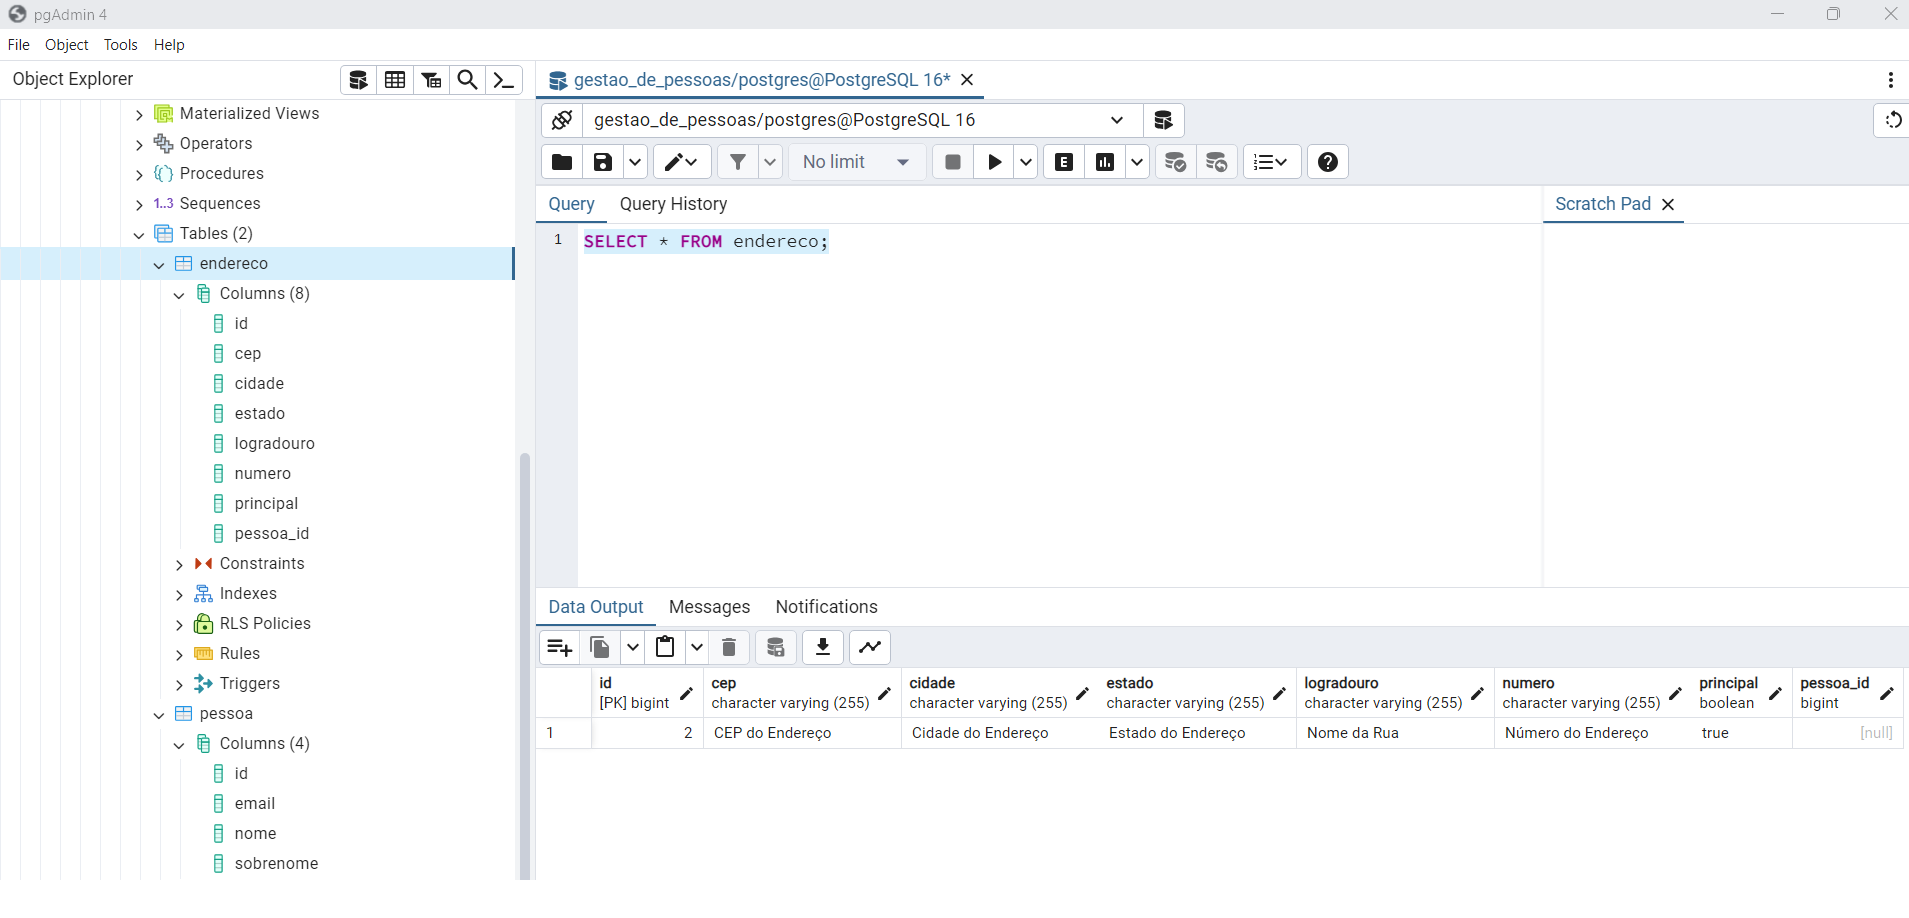 pgAdmin 4
File Object Tools Help
Object Explorer
gestao_de_pessoas/postgres@PostgreSQL 16*
Materialized Views
Operators
Procedures
1..3 Sequences
Tables (2)
endereco
Columns (8)
id
cep
cidade
estado
logradouro
numero
principal
pessoa_id
Constraints
Indexes
RLS Policies
Rules
Triggers
pessoa
Columns (4)
id
email
nome
sobrenome
gestao_de_pessoas/postgres@PostgreSQL 16
No limit E
Query Query History
Scratch Pad
1 SELECT * FROM endereco;
Data Output Messages Notifications
id cep cidade estado logradouro numero principal pessoa_id
[PK] bigint character varying (255) character varying (255) character varying (255) character varying (255) character varying (255) boolean bigint
1 2 CEP do Endereço Cidade do Endereço Estado do Endereço Nome da Rua Número do Endereço true [null]